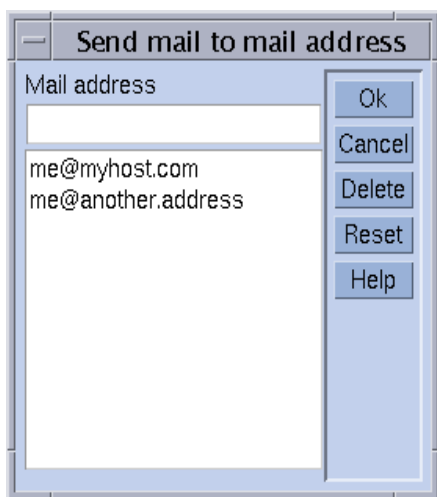 Send mail to mail address
Mail address
me@myhost.com
me@another.address
Ok
Cancel
Delete
Reset
Help